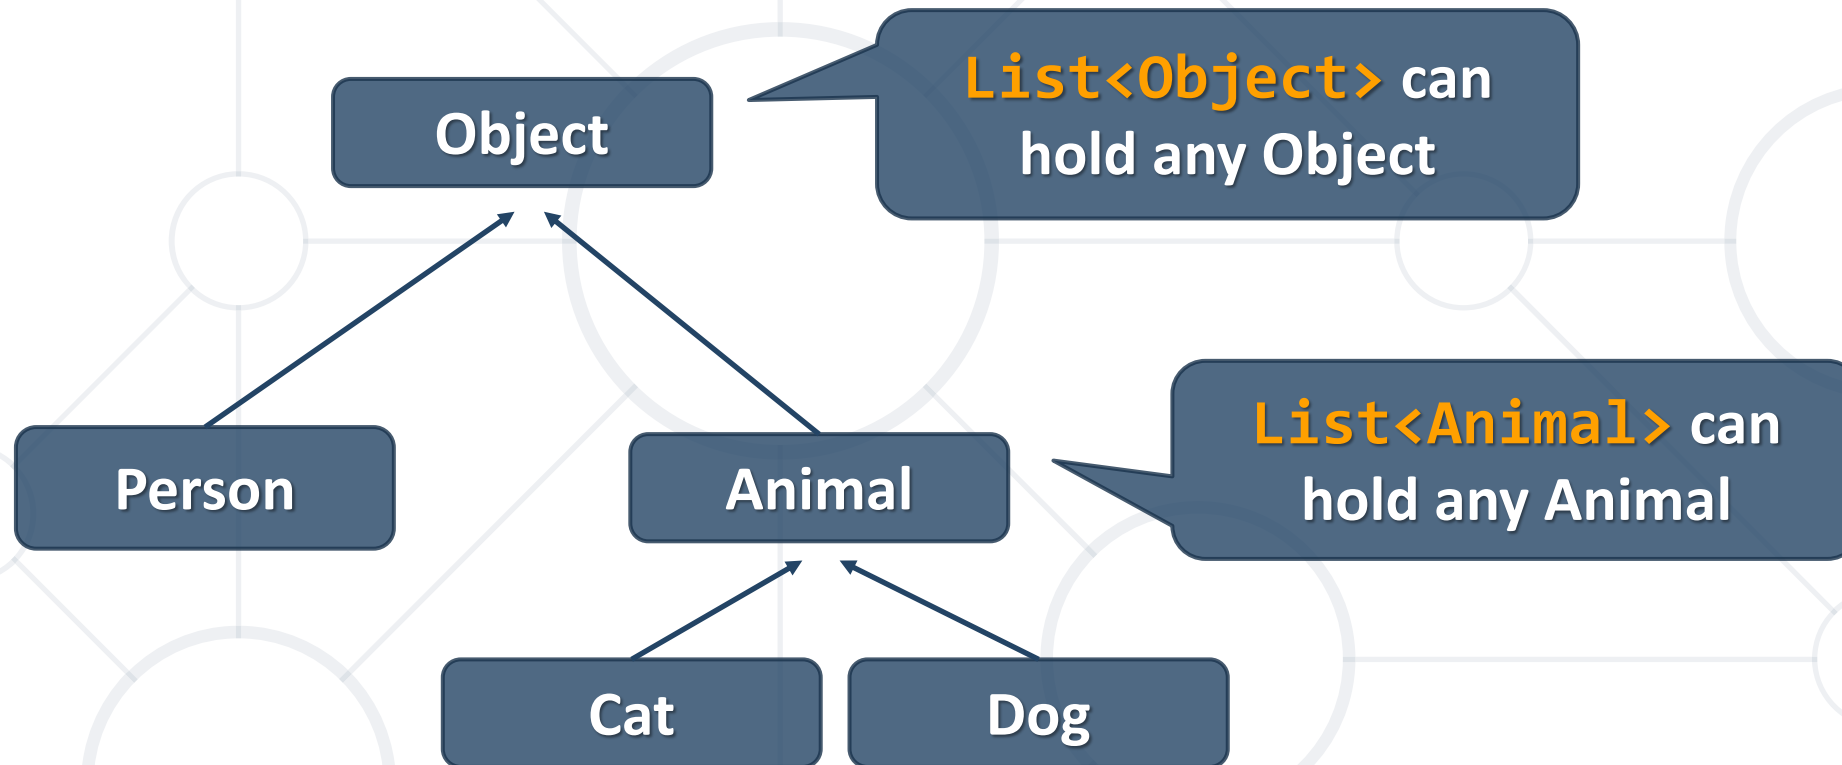 Object
List<Object> can
hold any Object
Person
Animal
List<Animal> can
hold any Animal
Cat
Dog